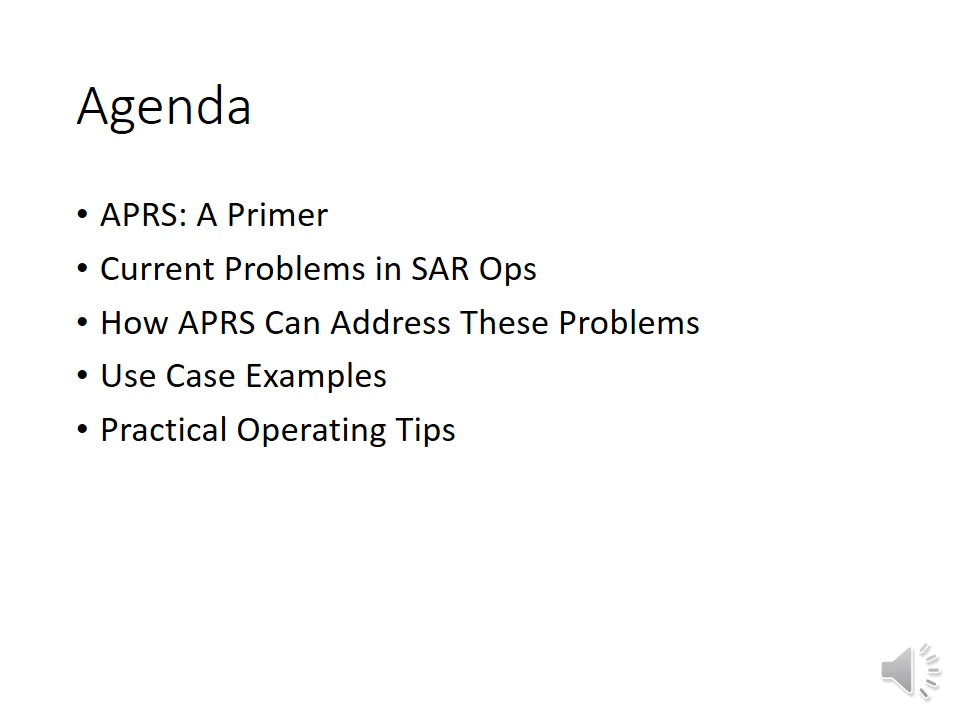 Agenda
• APRS: A Primer
• Current Problems in SAR Ops
• How APRS Can Address These Problems
• Use Case Examples
• Practical Operating Tips